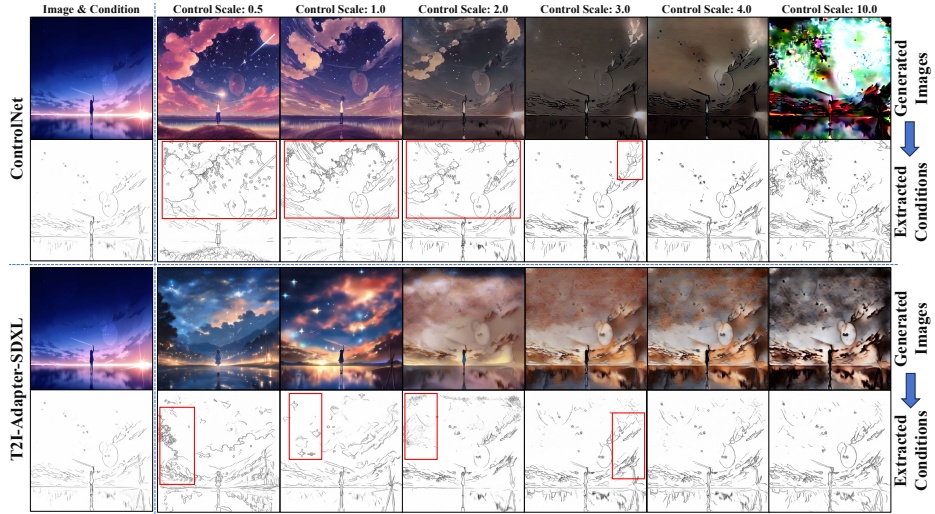 Image & Condition
Control Scale: 0.5
Control Scale: 1.0
Control Scale: 2.0
Control Scale: 3.0
Control Scale: 4.0
Control Scale: 10.0
ControlNet
Generated
Images
Extracted
Conditions
T2I-Adapter-SDXL
Generated
Images
Extracted
Conditions